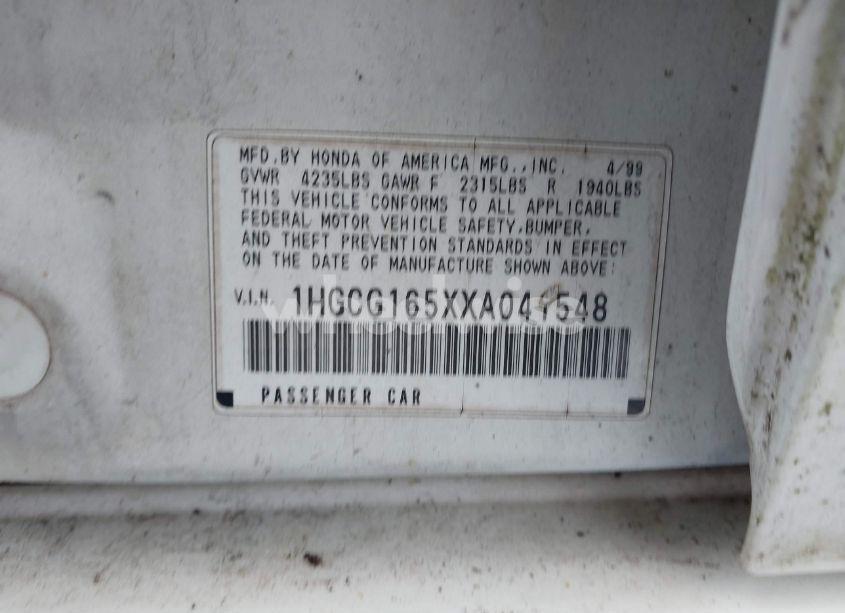 MFD.BY HONDA OF AMERICA MFG.,INC. 4/99
GVWR 4235LBS GAWR F 2315LBS R 1940LBS
THIS VEHICLE CONFORMS TO ALL APPLICABLE
FEDERAL MOTOR VEHICLE SAFETY,BUMPER,
AND THEFT PREVENTION STANDARDS IN EFFECT
ON THE DATE OF MANUFACTURE SHOWN ABOVE:
V.I.N. 1HGCG165XXA041548
PASSENGER CAR